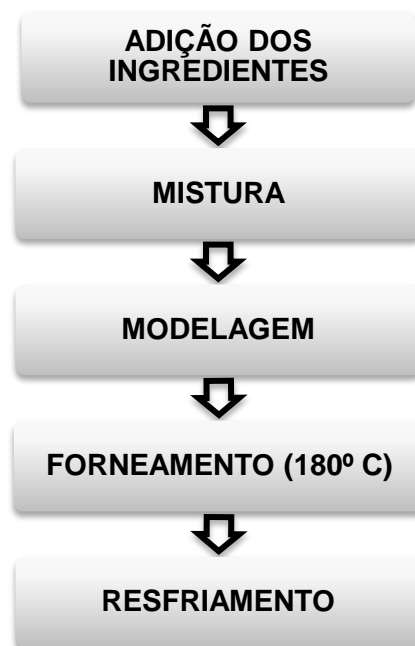 ADIÇÃO DOS
INGREDIENTES
MISTURA
MODELAGEM
FORNEAMENTO (180º C)
RESFRIAMENTO